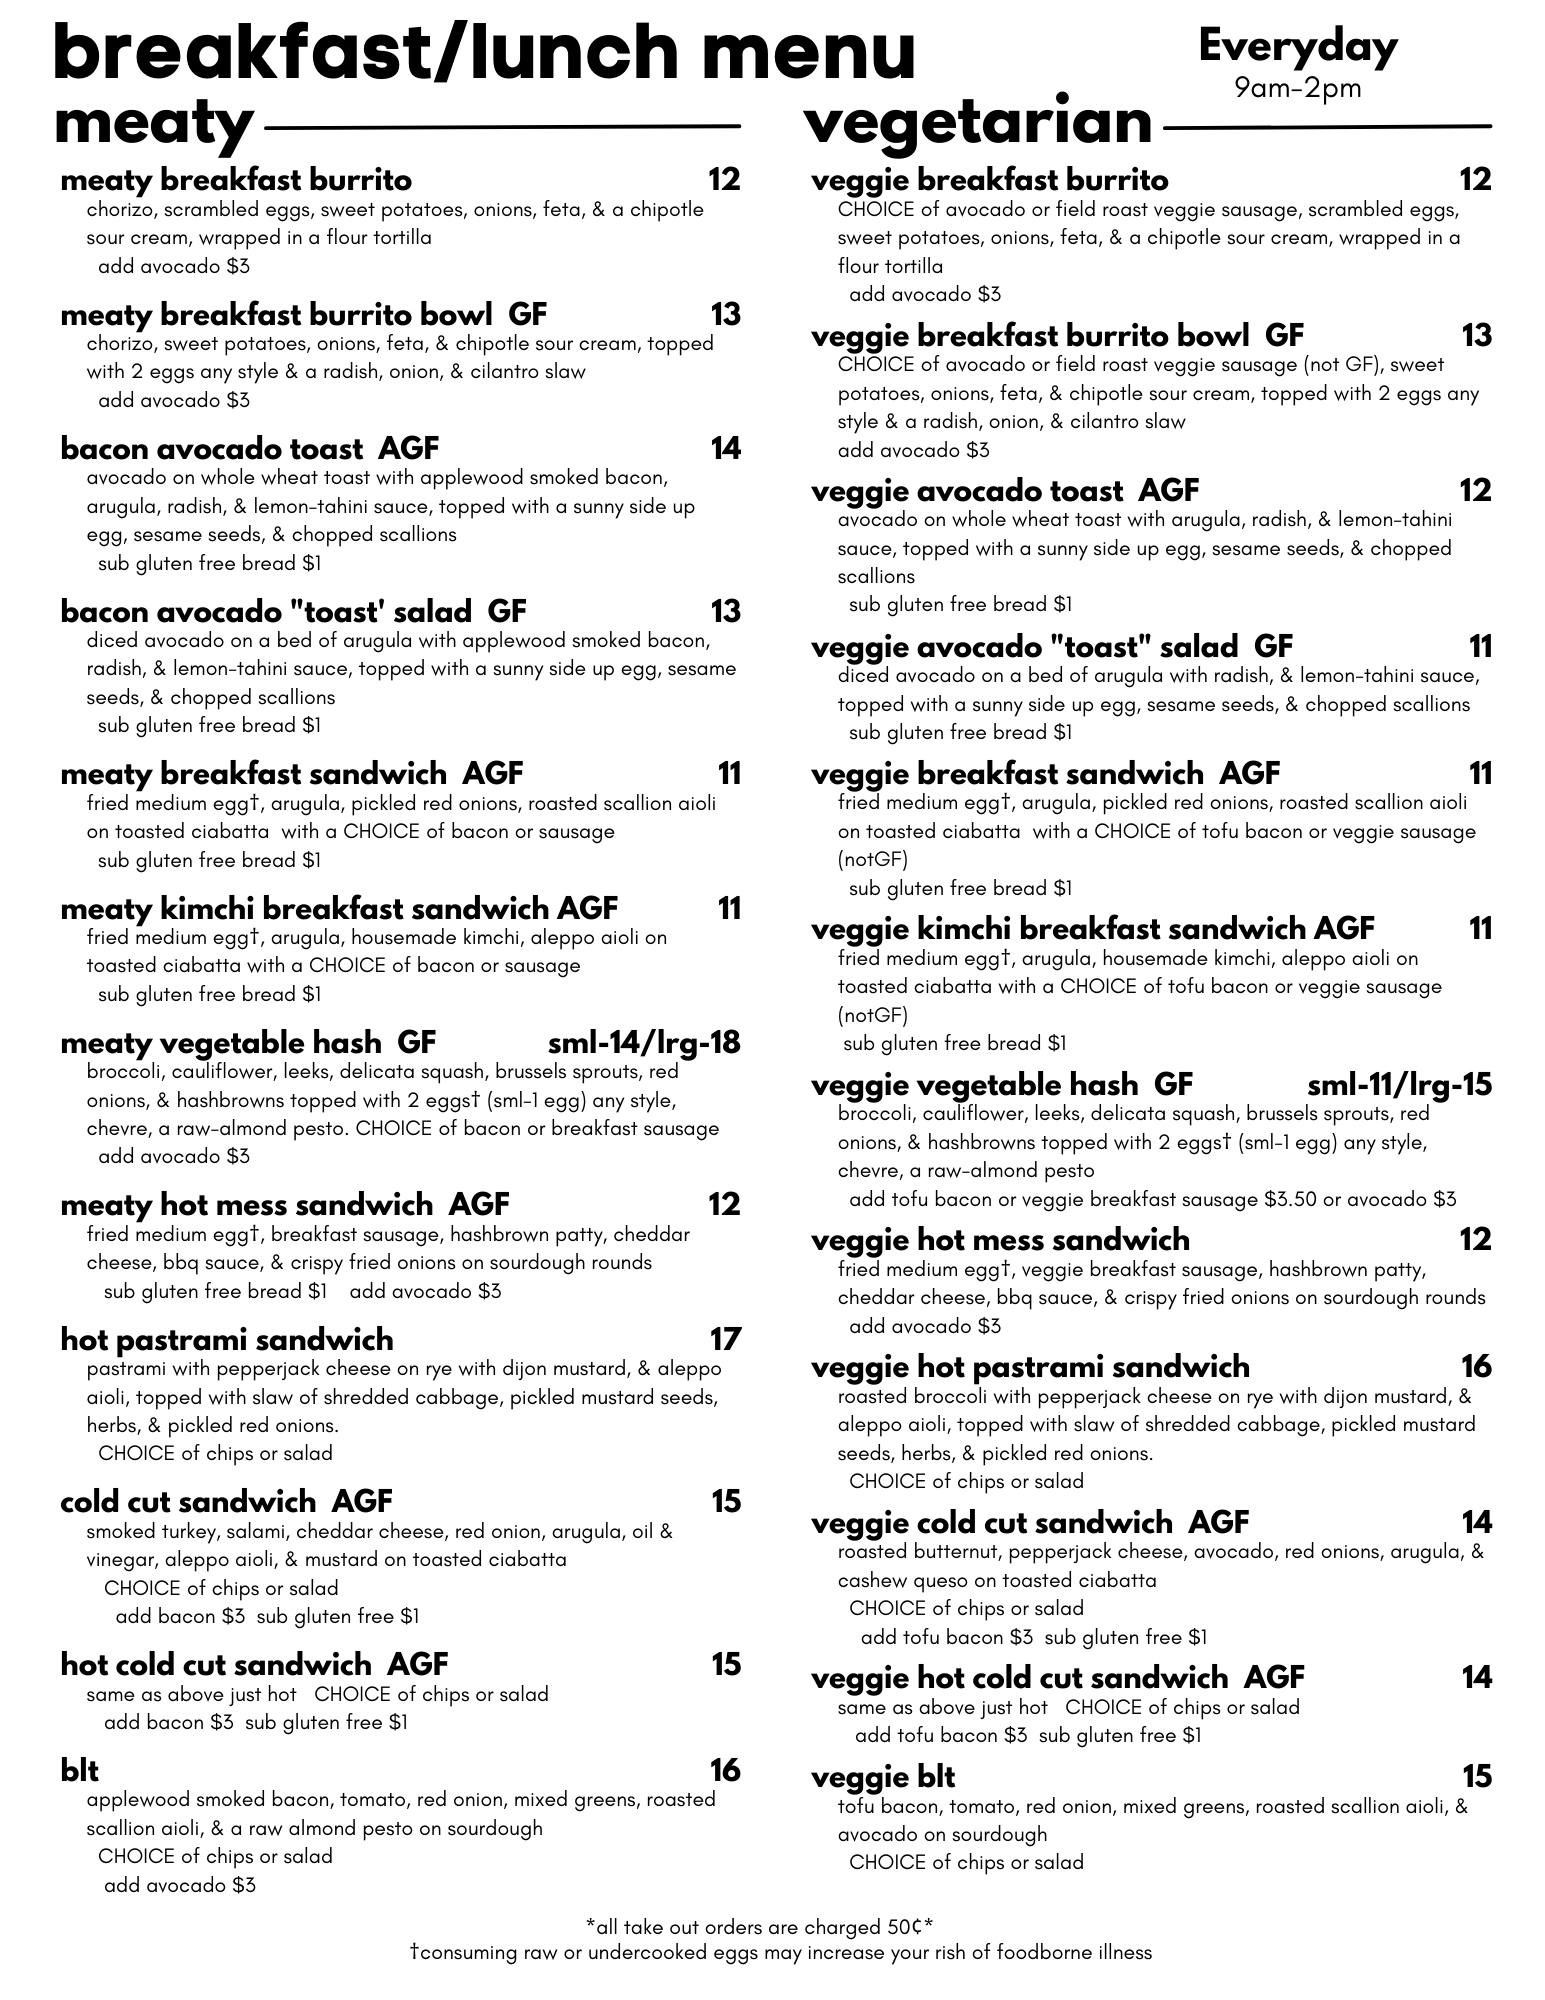 breakfast/lunch menu
Everyday
9am-2pm
meaty
meaty breakfast burrito 12
chorizo, scrambled eggs, sweet potatoes, onions, feta, & a chipotle
sour cream, wrapped in a flour tortilla
add avocado $3
meaty breakfast burrito bowl GF 13
chorizo, sweet potatoes, onions, feta, & chipotle sour cream, topped
with 2 eggs any style & a radish, onion, & cilantro slaw
add avocado $3
bacon avocado toast AGF 14
avocado on whole wheat toast with applewood smoked bacon,
arugula, radish, & lemon-tahini sauce, topped with a sunny side up
egg, sesame seeds, & chopped scallions
sub gluten free bread $1
bacon avocado "toast' salad GF 13
diced avocado on a bed of arugula with applewood smoked bacon,
radish, & lemon-tahini sauce, topped with a sunny side up egg, sesame
seeds, & chopped scallions
sub gluten free bread $1
meaty breakfast sandwich AGF 11
fried medium egg†, arugula, pickled red onions, roasted scallion aioli
on toasted ciabatta with a CHOICE of bacon or sausage
sub gluten free bread $1
meaty kimchi breakfast sandwich AGF 11
fried medium egg†, arugula, housemade kimchi, aleppo aioli on
toasted ciabatta with a CHOICE of bacon or sausage
sub gluten free bread $1
meaty vegetable hash GF sml-14/lrg-18
broccoli, cauliflower, leeks, delicata squash, brussels sprouts, red
onions, & hashbrowns topped with 2 eggs† (sml-1 egg) any style,
chevre, a raw-almond pesto. CHOICE of bacon or breakfast sausage
add avocado $3
meaty hot mess sandwich AGF 12
fried medium egg†, breakfast sausage, hashbrown patty, cheddar
cheese, bbq sauce, & crispy fried onions on sourdough rounds
sub gluten free bread $1 add avocado $3
hot pastrami sandwich 17
pastrami with pepperjack cheese on rye with dijon mustard, & aleppo
aioli, topped with slaw of shredded cabbage, pickled mustard seeds,
herbs, & pickled red onions.
CHOICE of chips or salad
cold cut sandwich AGF 15
smoked turkey, salami, cheddar cheese, red onion, arugula, oil &
vinegar, aleppo aioli, & mustard on toasted ciabatta
CHOICE of chips or salad
add bacon $3 sub gluten free $1
hot cold cut sandwich AGF 15
same as above just hot CHOICE of chips or salad
add bacon $3 sub gluten free $1
blt 16
applewood smoked bacon, tomato, red onion, mixed greens, roasted
scallion aioli, & a raw almond pesto on sourdough
CHOICE of chips or salad
add avocado $3
vegetarian
veggie breakfast burrito 12
CHOICE of avocado or field roast veggie sausage, scrambled eggs,
sweet potatoes, onions, feta, & a chipotle sour cream, wrapped in a
flour tortilla
add avocado $3
veggie breakfast burrito bowl GF 13
CHOICE of avocado or field roast veggie sausage (not GF), sweet
potatoes, onions, feta, & chipotle sour cream, topped with 2 eggs any
style & a radish, onion, & cilantro slaw
add avocado $3
veggie avocado toast AGF 12
avocado on whole wheat toast with arugula, radish, & lemon-tahini
sauce, topped with a sunny side up egg, sesame seeds, & chopped
scallions
sub gluten free bread $1
veggie avocado "toast" salad GF 11
diced avocado on a bed of arugula with radish, & lemon-tahini sauce,
topped with a sunny side up egg, sesame seeds, & chopped scallions
sub gluten free bread $1
veggie breakfast sandwich AGF 11
fried medium egg†, arugula, pickled red onions, roasted scallion aioli
on toasted ciabatta with a CHOICE of tofu bacon or veggie sausage
(notGF)
sub gluten free bread $1
veggie kimchi breakfast sandwich AGF 11
fried medium egg†, arugula, housemade kimchi, aleppo aioli on
toasted ciabatta with a CHOICE of tofu bacon or veggie sausage
(notGF)
sub gluten free bread $1
veggie vegetable hash GF sml-11/lrg-15
broccoli, cauliflower, leeks, delicata squash, brussels sprouts, red
onions, & hashbrowns topped with 2 eggs† (sml-1 egg) any style,
chevre, a raw-almond pesto
add tofu bacon or veggie breakfast sausage $3.50 or avocado $3
veggie hot mess sandwich 12
fried medium egg†, veggie breakfast sausage, hashbrown patty,
cheddar cheese, bbq sauce, & crispy fried onions on sourdough rounds
add avocado $3
veggie hot pastrami sandwich 16
roasted broccoli with pepperjack cheese on rye with dijon mustard, &
aleppo aioli, topped with slaw of shredded cabbage, pickled mustard
seeds, herbs, & pickled red onions.
CHOICE of chips or salad
veggie cold cut sandwich AGF 14
roasted butternut, pepperjack cheese, avocado, red onions, arugula, &
cashew queso on toasted ciabatta
CHOICE of chips or salad
add tofu bacon $3 sub gluten free $1
veggie hot cold cut sandwich AGF 14
same as above just hot CHOICE of chips or salad
add tofu bacon $3 sub gluten free $1
veggie blt 15
tofu bacon, tomato, red onion, mixed greens, roasted scallion aioli, &
avocado on sourdough
CHOICE of chips or salad
*all take out orders are charged 50¢*
†consuming raw or undercooked eggs may increase your rish of foodborne illness